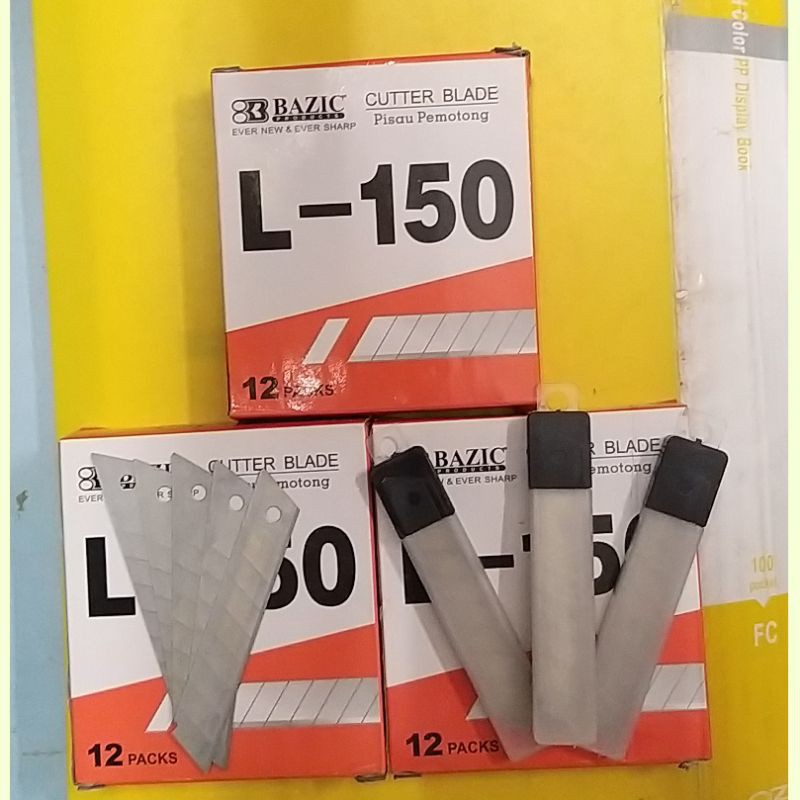 BAZIC
PRODUCTS
EVER NEW & EVER SHARP
CUTTER BLADE
Pisau Pemotong
L-150
12 PACKS
CUTTER BLADE
EVER
L 50
12 PACKS
BAZIC
PRODUCTS
& EVER SHARP
BLADE
12 PACKS
Color PP Display Book
100
pocket
FC